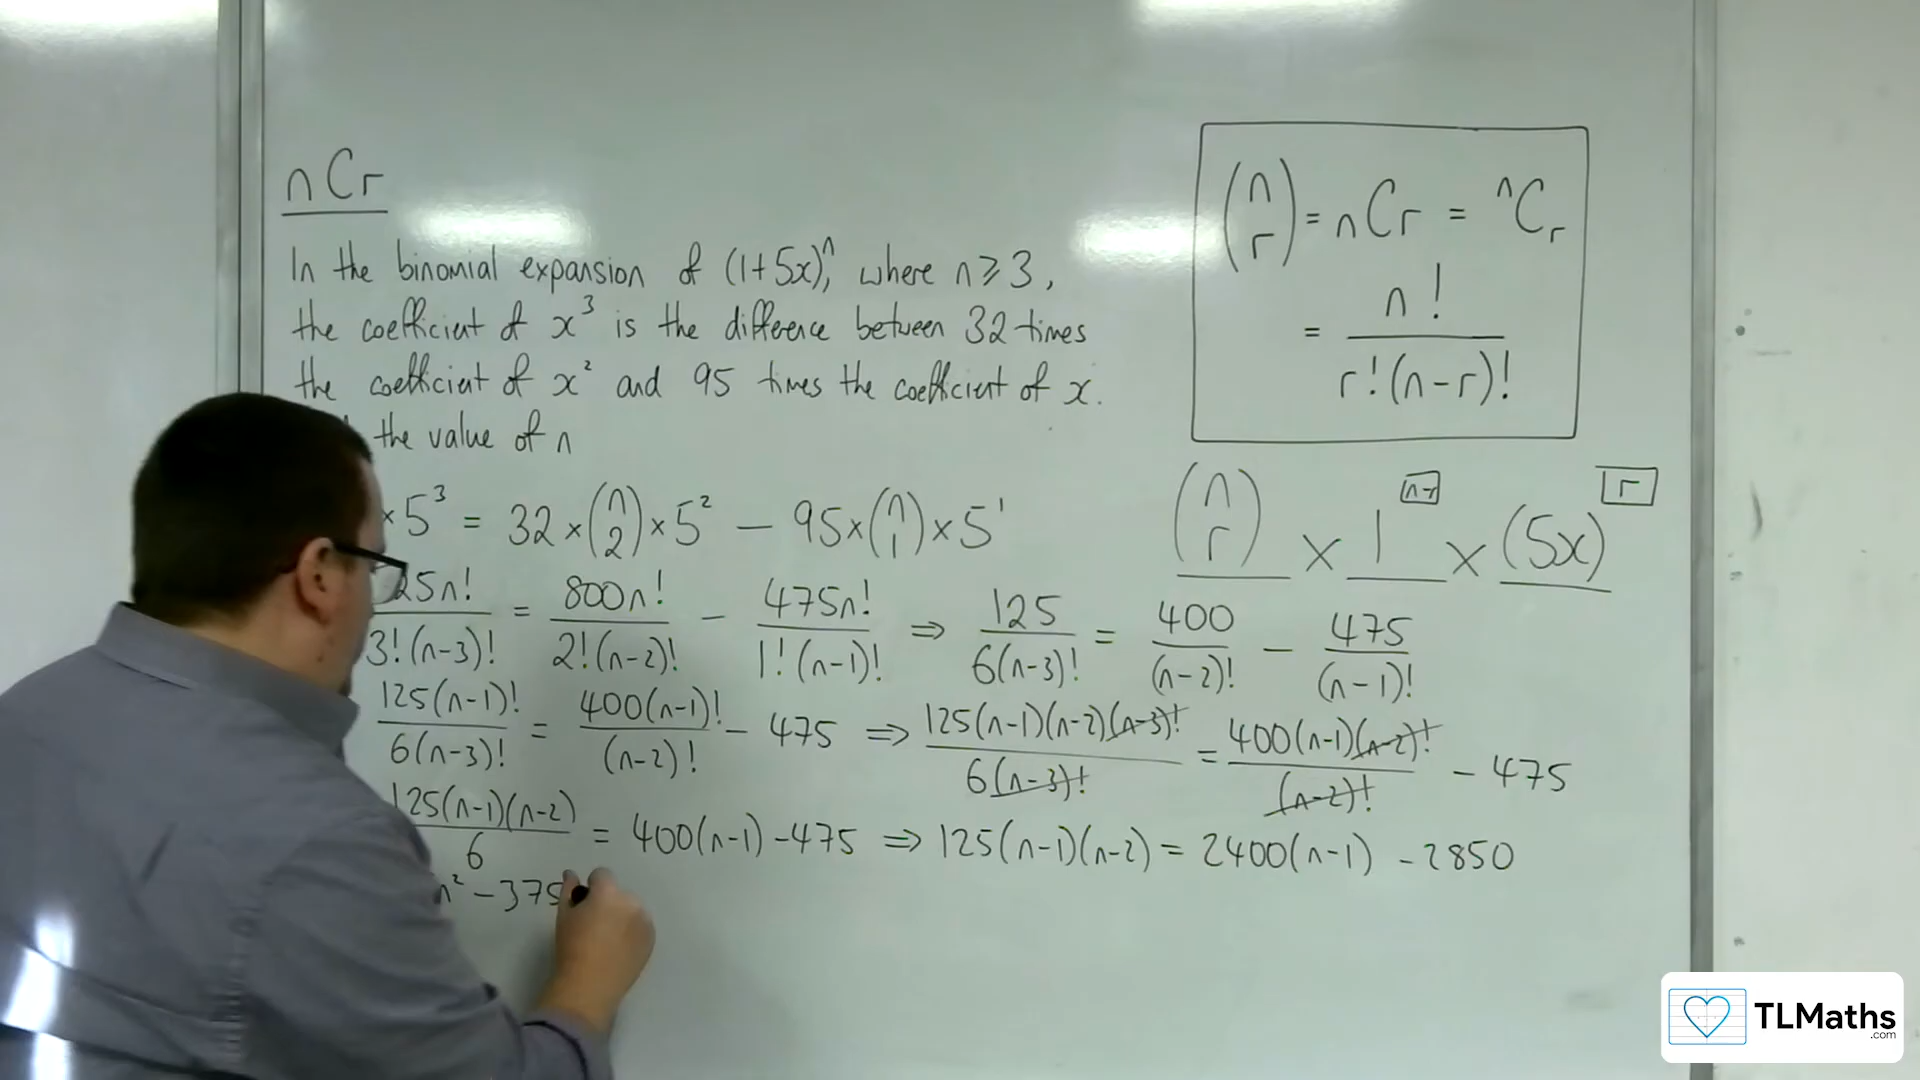 nCr
In the binomial expansion of (1+5x)ⁿ, where n ⩾ 3,
the coefficient of x³ is the difference between 32 times
the coefficient of x² and 95 times the coefficient of x.
the value of n
× 5³ = 32 × (n 2) × 5² − 95 × (n 1) × 5¹
25n! / 3!(n-3)! = 800n! / 2!(n-2)! − 475n! / 1!(n-1)! ⇒ 125 / 6(n-3)! = 400 / (n-2)! − 475 / (n-1)!
125(n-1)! / 6(n-3)! = 400(n-1)! / (n-2)! − 475 ⇒ 125(n-1)(n-2)(n-3)! / 6(n-3)! = 400(n-1)(n-2)! / (n-2)! − 475
125(n-1)(n-2) / 6 = 400(n-1) − 475 ⇒ 125(n-1)(n-2) = 2400(n-1) − 2850
n² − 375
(n r) = nCr = ⁿCᵣ
= n! / r!(n-r)!
(n r) × 1 [n-r] × (5x) [r]
TLMaths
.com